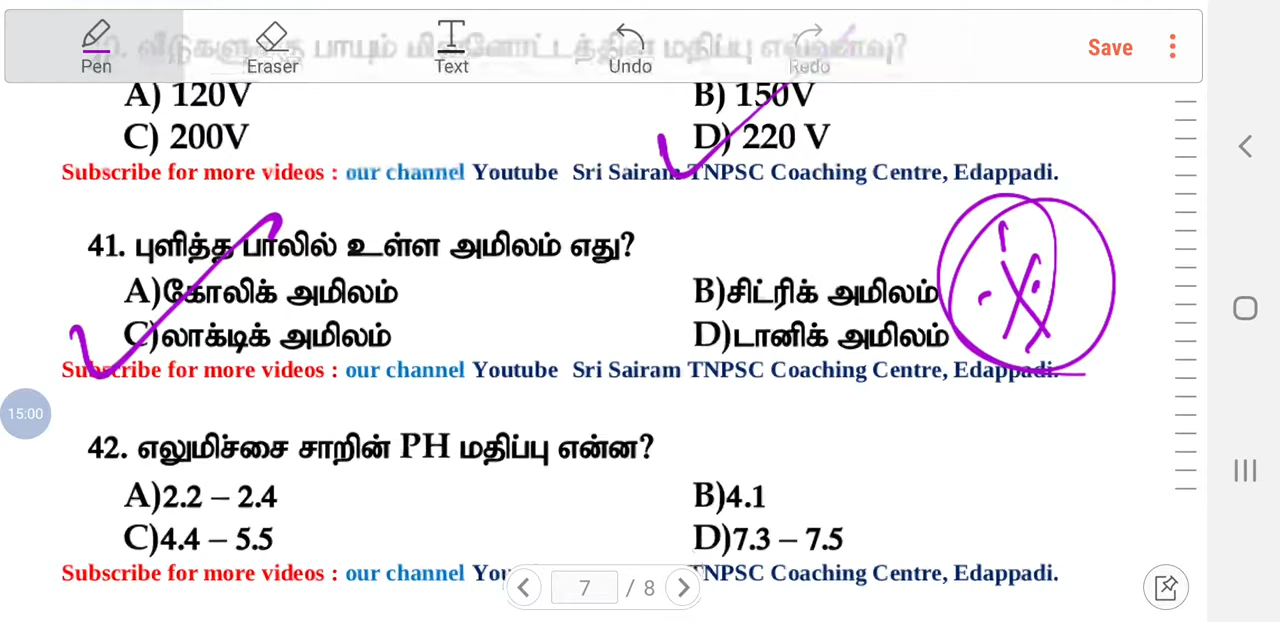 Pen
Eraser
Text
Undo
Redo
Save
A) 120V
B) 150V
C) 200V
D) 220 V
Subscribe for more videos : our channel Youtube Sri Sairam TNPSC Coaching Centre, Edappadi.
41. புளித்த பாலில் உள்ள அமிலம் எது?
A)கோலிக் அமிலம்
B)சிட்ரிக் அமிலம்
C)லாக்டிக் அமிலம்
D)டானிக் அமிலம்
Subscribe for more videos : our channel Youtube Sri Sairam TNPSC Coaching Centre, Edappadi.
15:00
42. எலுமிச்சை சாறின் PH மதிப்பு என்ன?
A)2.2 – 2.4
B)4.1
C)4.4 – 5.5
D)7.3 – 7.5
Subscribe for more videos : our channel TNPSC Coaching Centre, Edappadi.
7 / 8